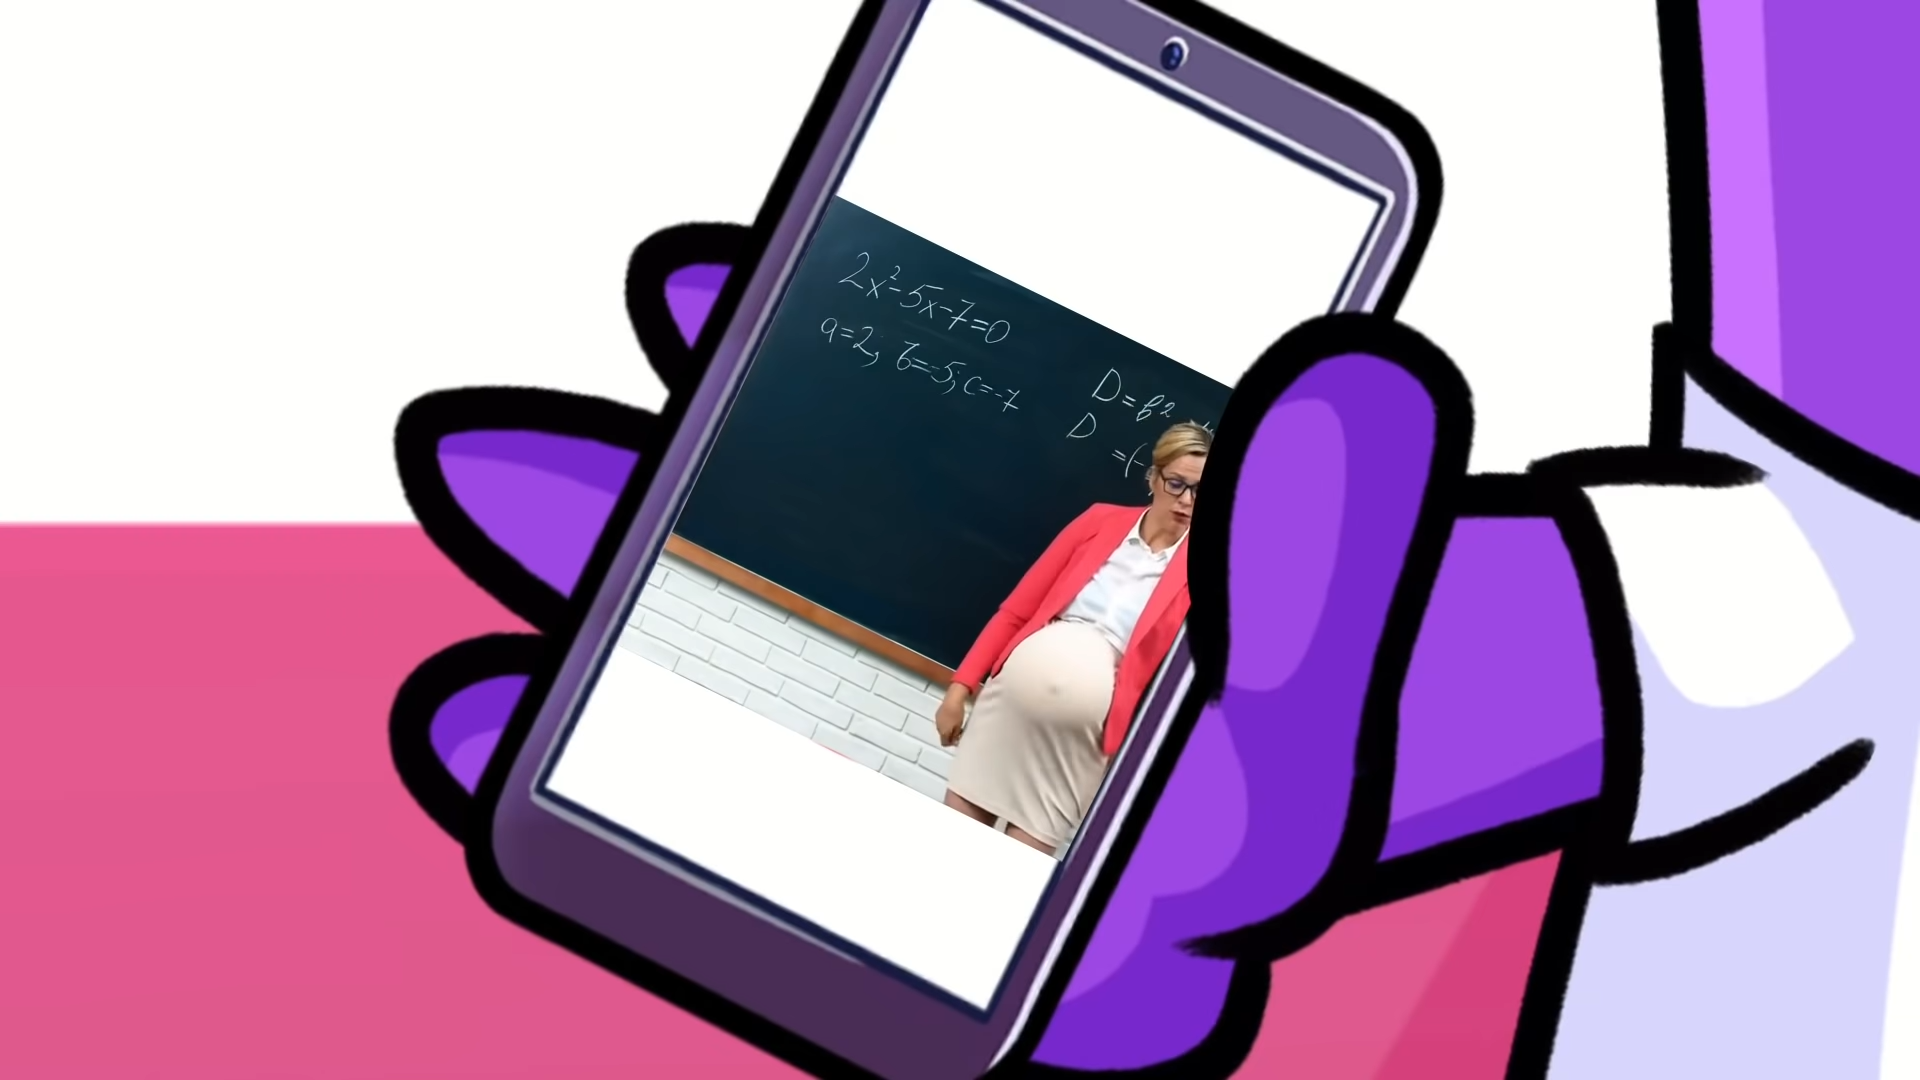 2x²-5x-7=0
a=2; b=-5; c=-7
D=b²
D
=(-